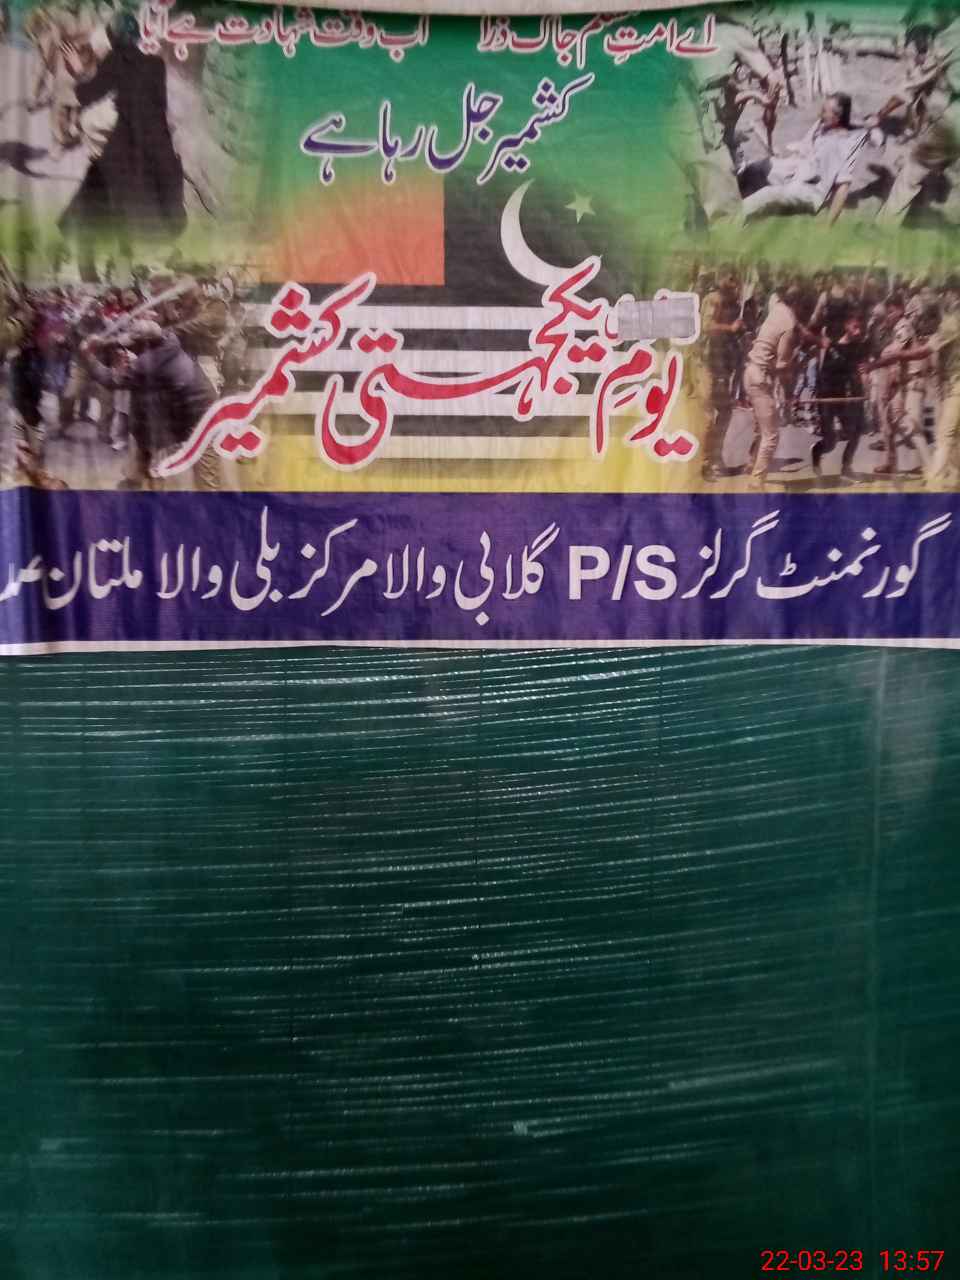 اے امتِ مسلم جاگ ذرا اب وقت شہادت ہے آیا
کشمیر جل رہا ہے
یومِ یکجہتی کشمیر
گورنمنٹ گرلز P/S گلابی والا مرکز بلی والا ملتان
22-03-23 13:57